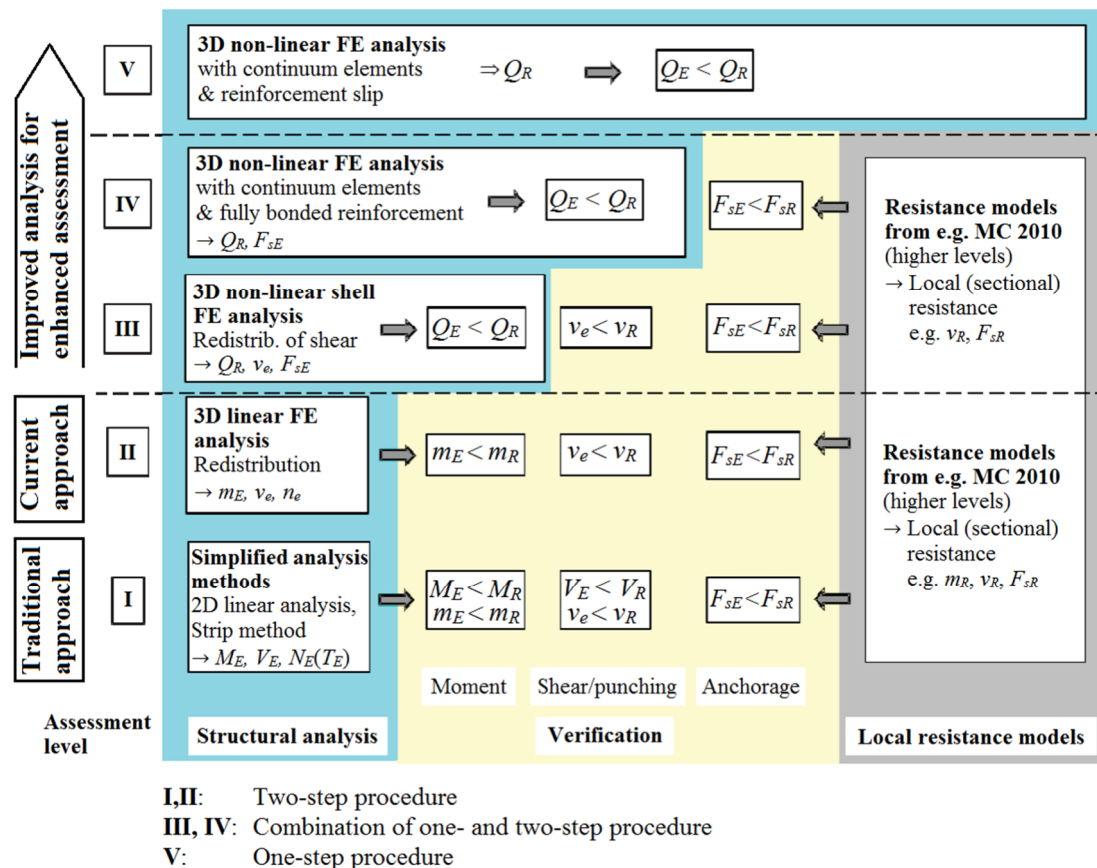 Improved analysis for
enhanced assessment
Current
approach
Traditional
approach
V
3D non-linear FE analysis
with continuum elements
& reinforcement slip
⇒ Q_R
Q_E < Q_R
IV
3D non-linear FE analysis
with continuum elements
& fully bonded reinforcement
→ Q_R, F_sE
Q_E < Q_R
F_sE < F_sR
Resistance models
from e.g. MC 2010
(higher levels)
→ Local (sectional)
resistance
e.g. v_R, F_sR
III
3D non-linear shell
FE analysis
Redistrib. of shear
→ Q_R, v_e, F_sE
Q_E < Q_R
v_e < v_R
F_sE < F_sR
II
3D linear FE
analysis
Redistribution
→ m_E, v_e, n_e
m_E < m_R
v_e < v_R
F_sE < F_sR
Resistance models
from e.g. MC 2010
(higher levels)
→ Local (sectional)
resistance
e.g. m_R, v_R, F_sR
I
Simplified analysis
methods
2D linear analysis,
Strip method
→ M_E, V_E, N_E(T_E)
M_E < M_R
m_E < m_R
V_E < V_R
v_e < v_R
F_sE < F_sR
Moment
Shear/punching
Anchorage
Assessment
level
Structural analysis
Verification
Local resistance models
I,II: Two-step procedure
III, IV: Combination of one- and two-step procedure
V: One-step procedure